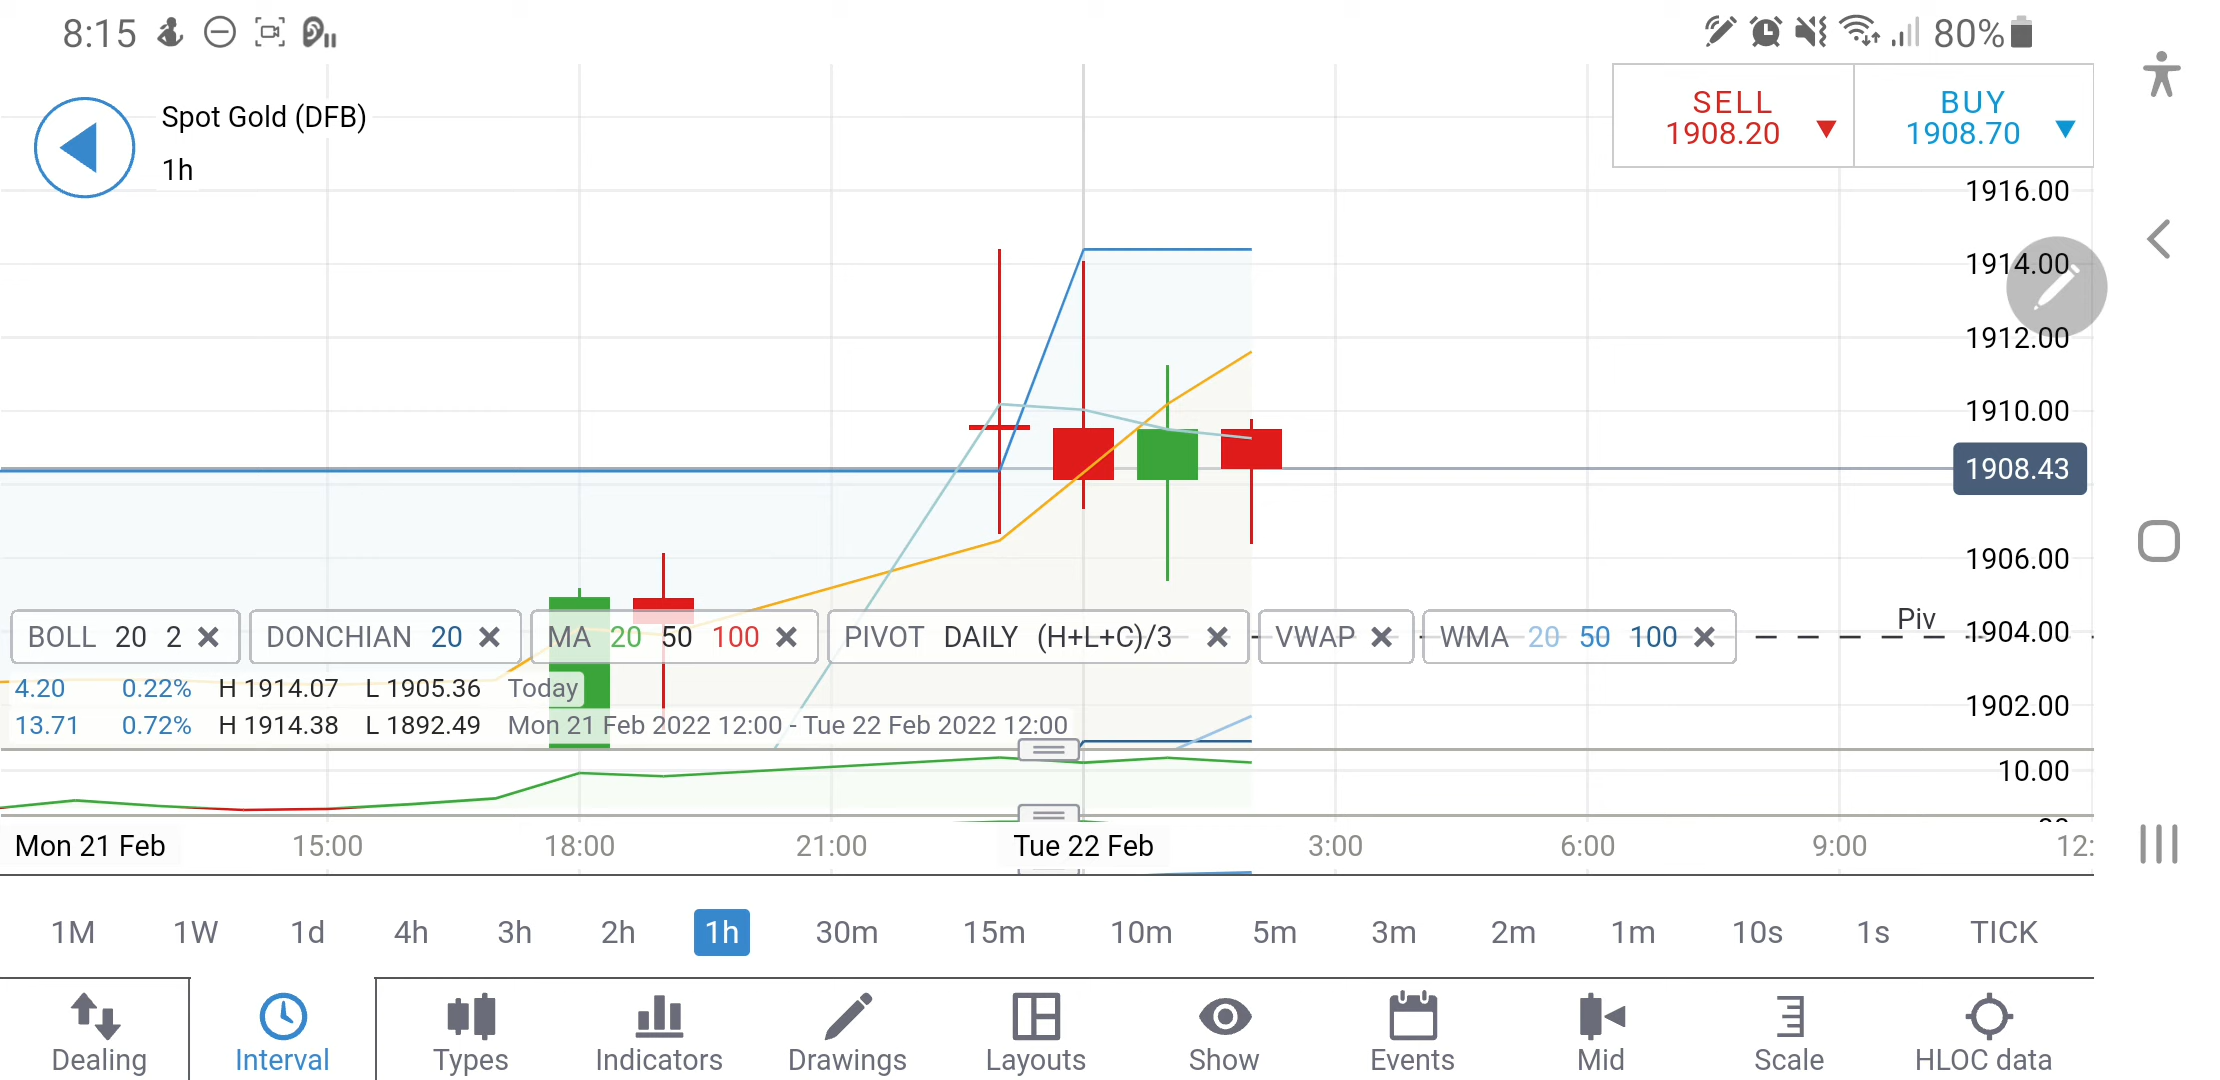 8:15
80%
Spot Gold (DFB)
1h
SELL
1908.20
BUY
1908.70
1916.00
1914.00
1912.00
1910.00
1908.43
1906.00
Piv
1904.00
1902.00
10.00
BOLL 20 2
DONCHIAN 20
MA 20 50 100
PIVOT DAILY (H+L+C)/3
VWAP
WMA 20 50 100
4.20 0.22% H 1914.07 L 1905.36 Today
13.71 0.72% H 1914.38 L 1892.49 Mon 21 Feb 2022 12:00 - Tue 22 Feb 2022 12:00
Mon 21 Feb 15:00 18:00 21:00 Tue 22 Feb 3:00 6:00 9:00 12:
1M 1W 1d 4h 3h 2h 1h 30m 15m 10m 5m 3m 2m 1m 10s 1s TICK
Dealing Interval Types Indicators Drawings Layouts Show Events Mid Scale HLOC data